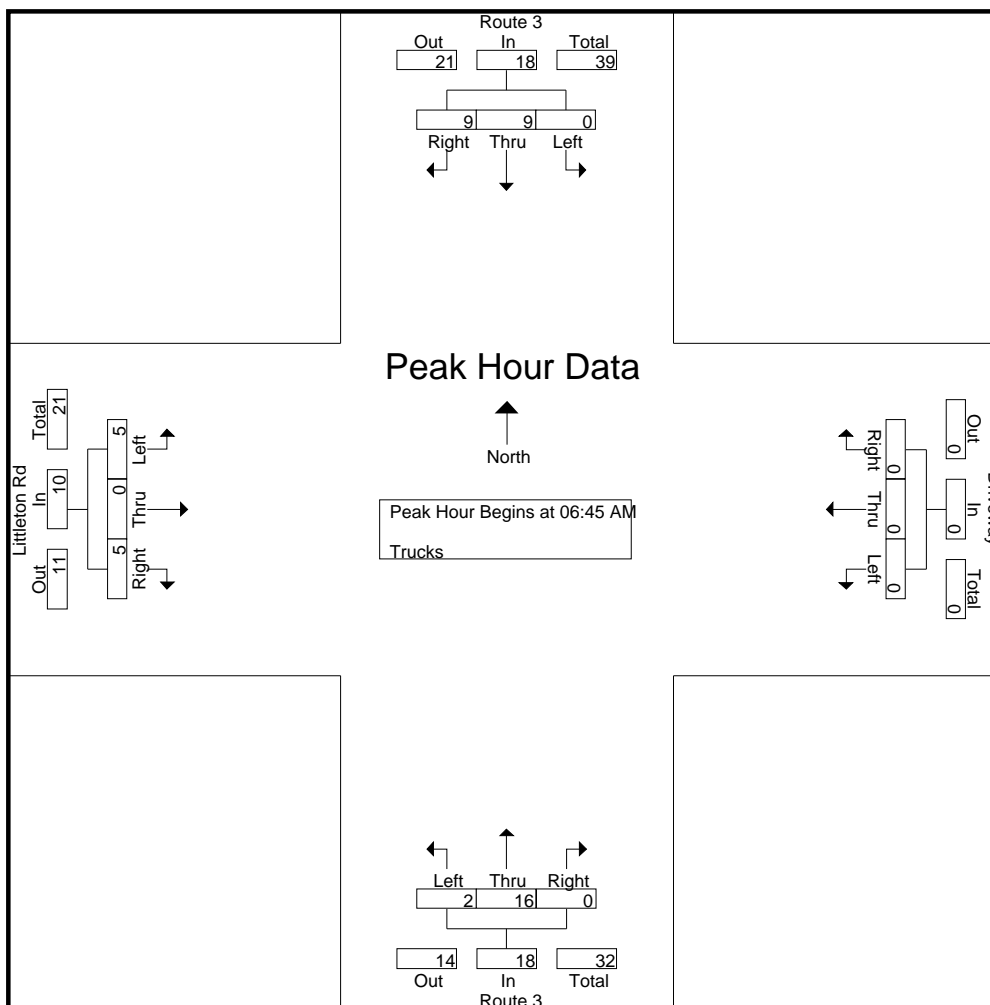 Route 3
Out In Total
21 18 39
9 9 0
Right Thru Left
Peak Hour Data
North
Peak Hour Begins at 06:45 AM
Trucks
Littleton Rd
Out In Total
11 10 21
5 0 5
Left Thru Right
Out In Total
0 0 0
0 0 0
Right Thru Left
Left Thru Right
2 16 0
14 18 32
Out In Total
Route 3